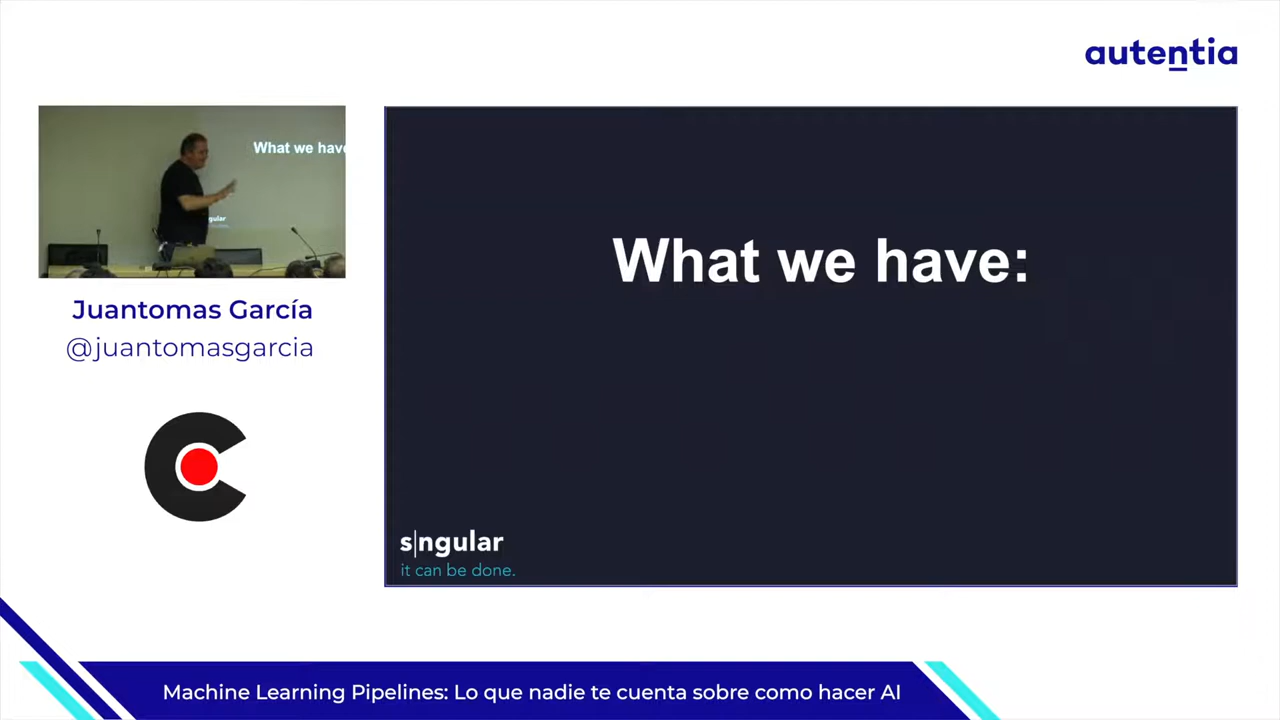 autentia
What we have
gular
Juantomas García
@juantomasgarcia
What we have:
s|ngular
it can be done.
Machine Learning Pipelines: Lo que nadie te cuenta sobre como hacer AI